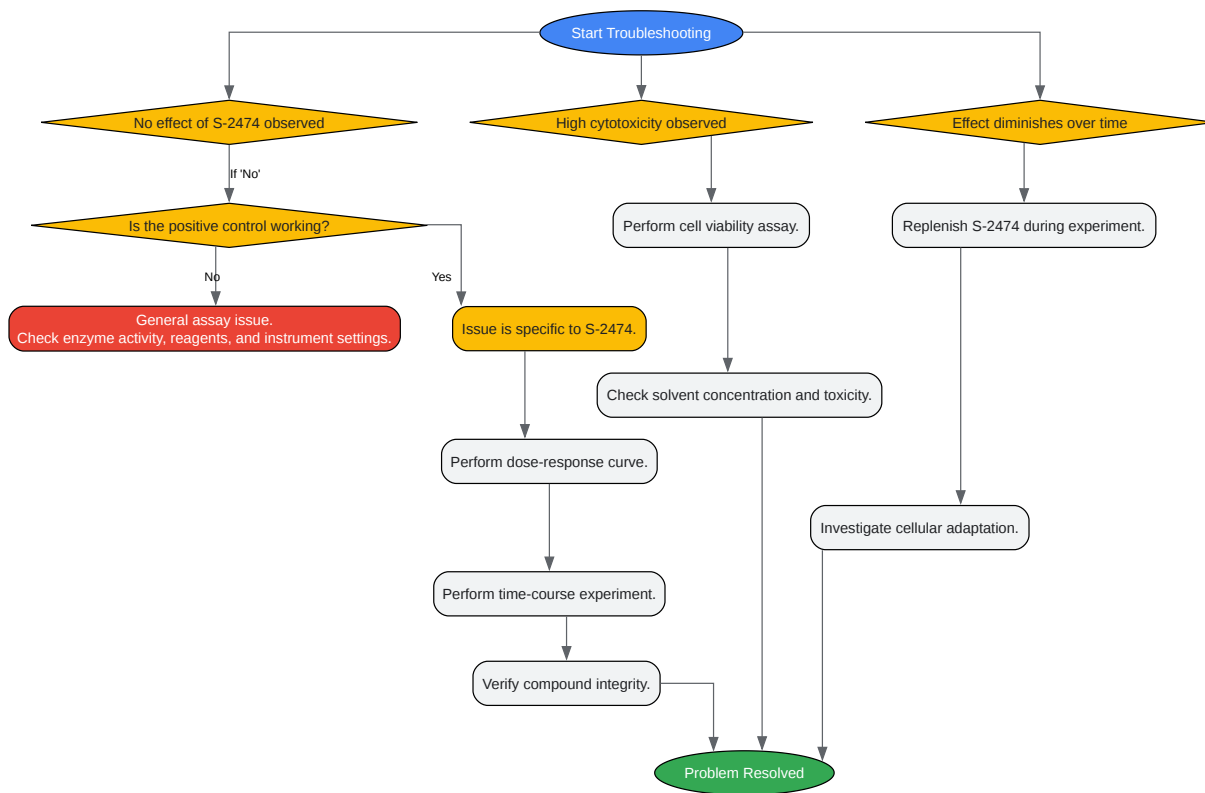 Start Troubleshooting
No effect of S-2474 observed
High cytotoxicity observed
Effect diminishes over time
If 'No'
Is the positive control working?
Perform cell viability assay.
Replenish S-2474 during experiment.
No
Yes
General assay issue.
Check enzyme activity, reagents, and instrument settings.
Issue is specific to S-2474.
Check solvent concentration and toxicity.
Perform dose-response curve.
Investigate cellular adaptation.
Perform time-course experiment.
Verify compound integrity.
Problem Resolved